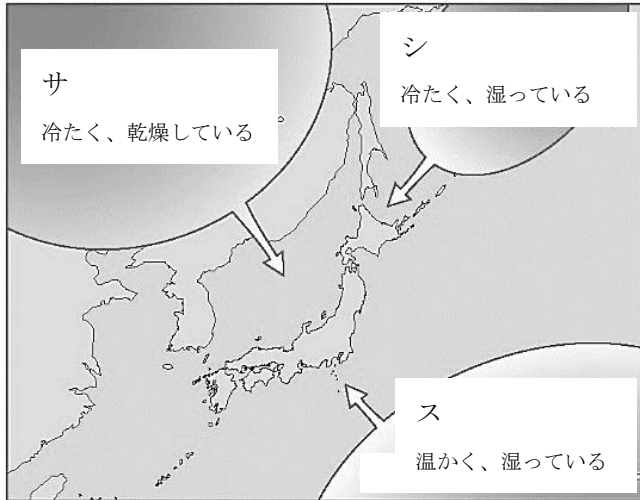 サ
冷たく、乾燥している
シ
冷たく、湿っている
ス
温かく、湿っている